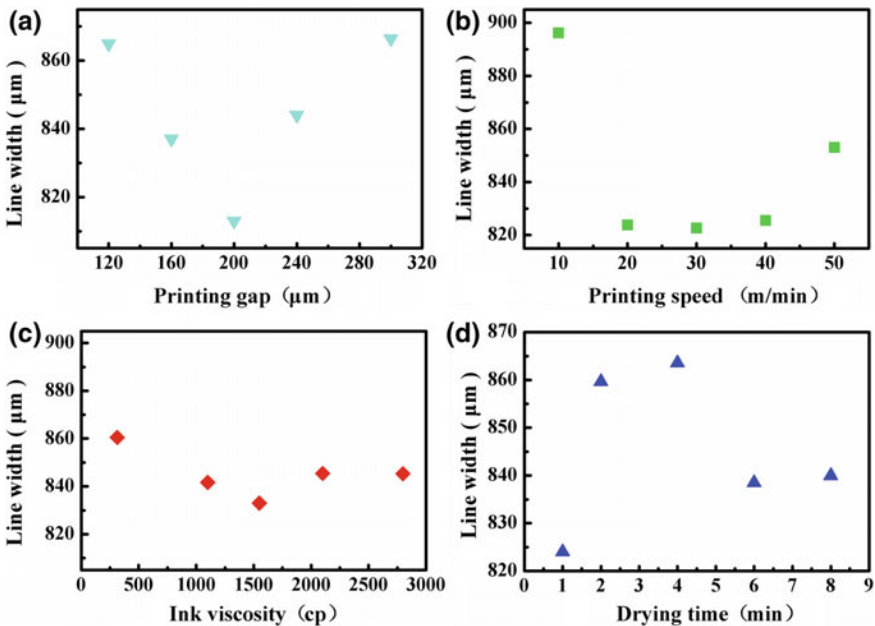 (a)
Line width ( µm )
860
840
820
120 160 200 240 280 320
Printing gap (µm)
(b)
Line width ( µm )
900
880
860
840
820
10 20 30 40 50
Printing speed (m/min)
(c)
Line width ( µm )
900
860
840
820
0 500 1000 1500 2000 2500 3000
Ink viscosity (cp)
(d)
Line width ( µm )
870
860
850
840
830
820
0 1 2 3 4 5 6 7 8 9
Drying time (min)